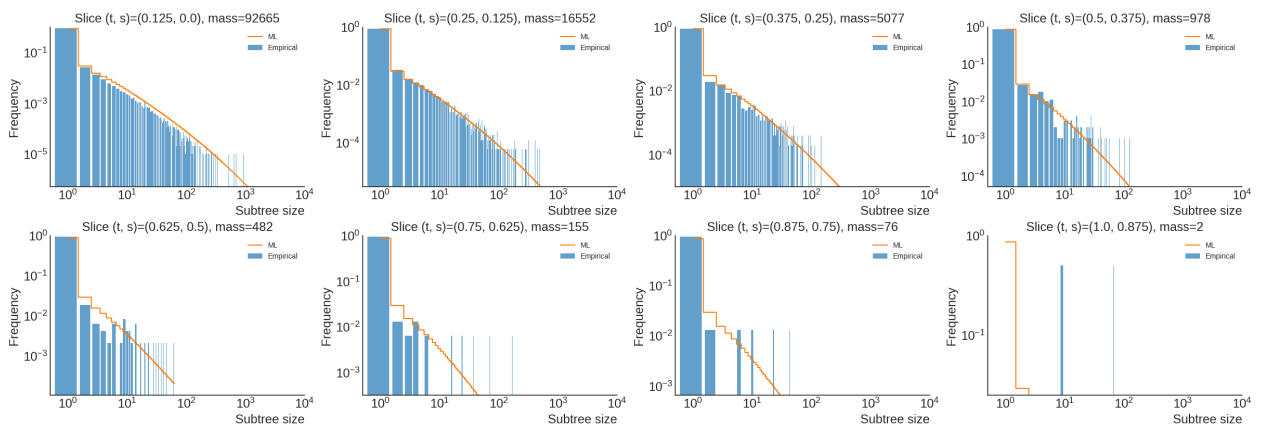 Slice (t, s)=(0.125, 0.0), mass=92665
Frequency
10^-1
10^-3
10^-5
ML
Empirical
10^0
10^1
10^2
10^3
10^4
Subtree size
Slice (t, s)=(0.25, 0.125), mass=16552
Frequency
10^0
10^-2
10^-4
ML
Empirical
10^0
10^1
10^2
10^3
10^4
Subtree size
Slice (t, s)=(0.375, 0.25), mass=5077
Frequency
10^0
10^-2
10^-4
ML
Empirical
10^0
10^1
10^2
10^3
10^4
Subtree size
Slice (t, s)=(0.5, 0.375), mass=978
Frequency
10^0
10^-1
10^-2
10^-3
10^-4
ML
Empirical
10^0
10^1
10^2
10^3
10^4
Subtree size
Slice (t, s)=(0.625, 0.5), mass=482
Frequency
10^0
10^-1
10^-2
10^-3
ML
Empirical
10^0
10^1
10^2
10^3
10^4
Subtree size
Slice (t, s)=(0.75, 0.625), mass=155
Frequency
10^0
10^-1
10^-2
10^-3
ML
Empirical
10^0
10^1
10^2
10^3
10^4
Subtree size
Slice (t, s)=(0.875, 0.75), mass=76
Frequency
10^0
10^-1
10^-2
10^-3
ML
Empirical
10^0
10^1
10^2
10^3
10^4
Subtree size
Slice (t, s)=(1.0, 0.875), mass=2
Frequency
10^0
10^-1
ML
Empirical
10^0
10^1
10^2
10^3
10^4
Subtree size